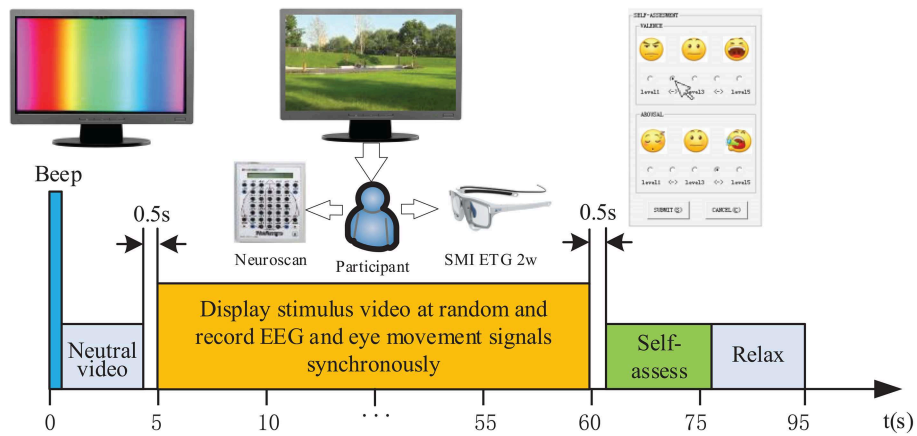 SELF-ASSESSMENT
VALENCE
level1 <-> level3 <-> level5
AROUSAL
level1 <-> level3 <-> level5
SUBMIT CANCEL
Beep
0.5s
0.5s
Neuroscan
Participant
SMI ETG 2w
Neutral
video
Display stimulus video at random and
record EEG and eye movement signals
synchronously
Self-
assess
Relax
0 5 10 ... 55 60 75 95 t(s)